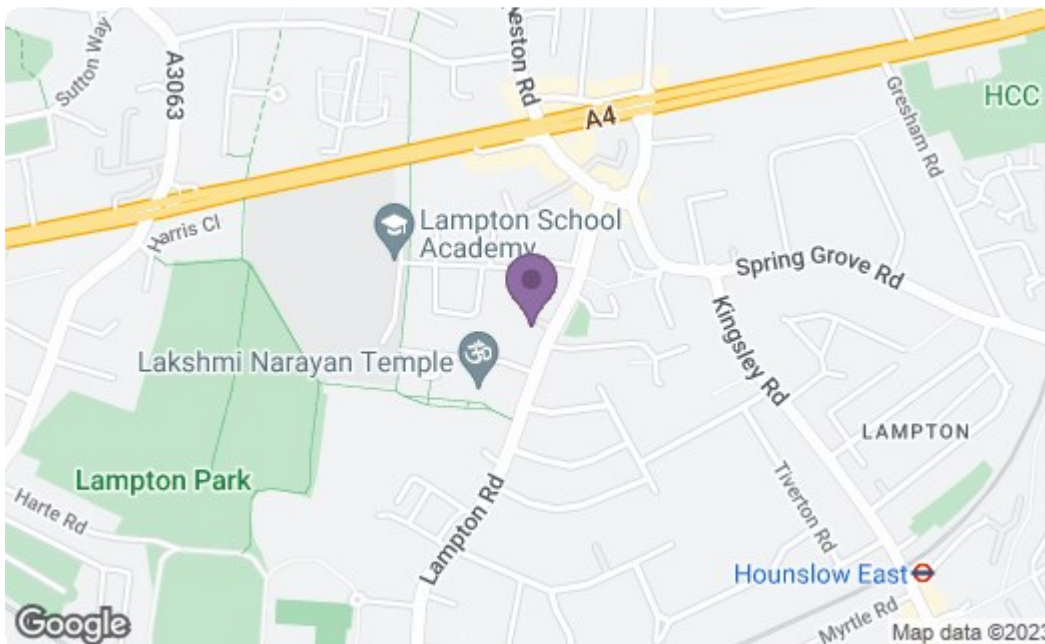 Sutton Way
A3063
eston Rd
A4
Gresham Rd
HCC
Harris Cl
Lampton School
Academy
Spring Grove Rd
Lakshmi Narayan Temple
ॐ
Kingsley Rd
LAMPTON
Lampton Park
Tiverton Rd
Harte Rd
Lampton Rd
Hounslow East
Myrtle Rd
Google
Map data ©2023